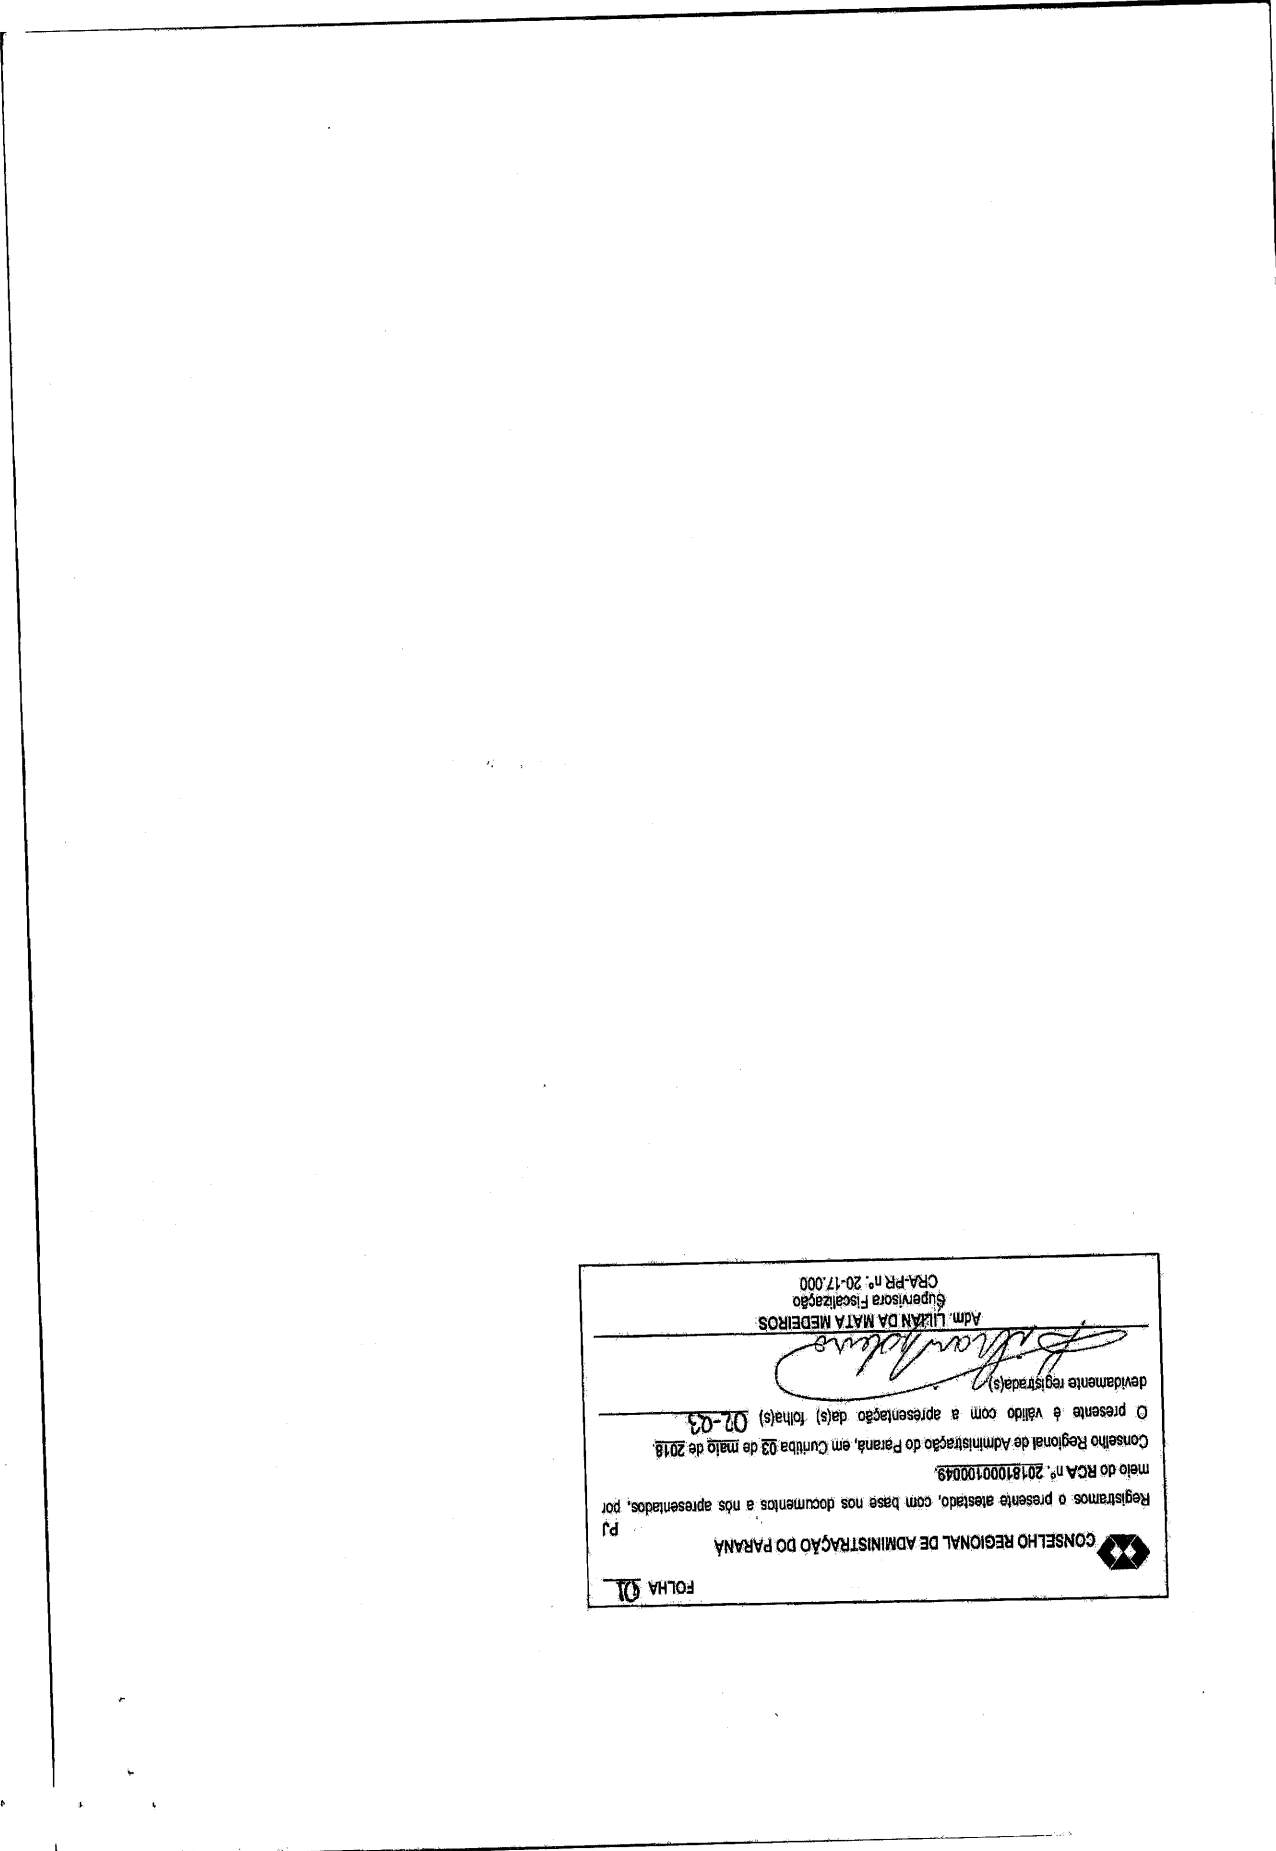 FOLHA 01
CONSELHO REGIONAL DE ADMINISTRAÇÃO DO PARANÁ
PJ
Registramos o presente atestado, com base nos documentos a nós apresentados, por
meio do RCA nº. 20181000100049.
Conselho Regional de Administração do Paraná, em Curitiba 03 de maio de 2018.
O presente é válido com a apresentação da(s) folha(s) 02-03
devidamente registrada(s).
Adm. LILIAN DA MATA MEDEIROS
Supervisora Fiscalização
CRA-PR nº. 20-17.000